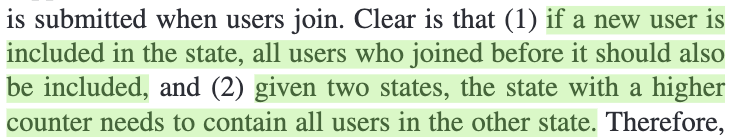 is submitted when users join. Clear is that (1) if a new user is
included in the state, all users who joined before it should also
be included, and (2) given two states, the state with a higher
counter needs to contain all users in the other state. Therefore,